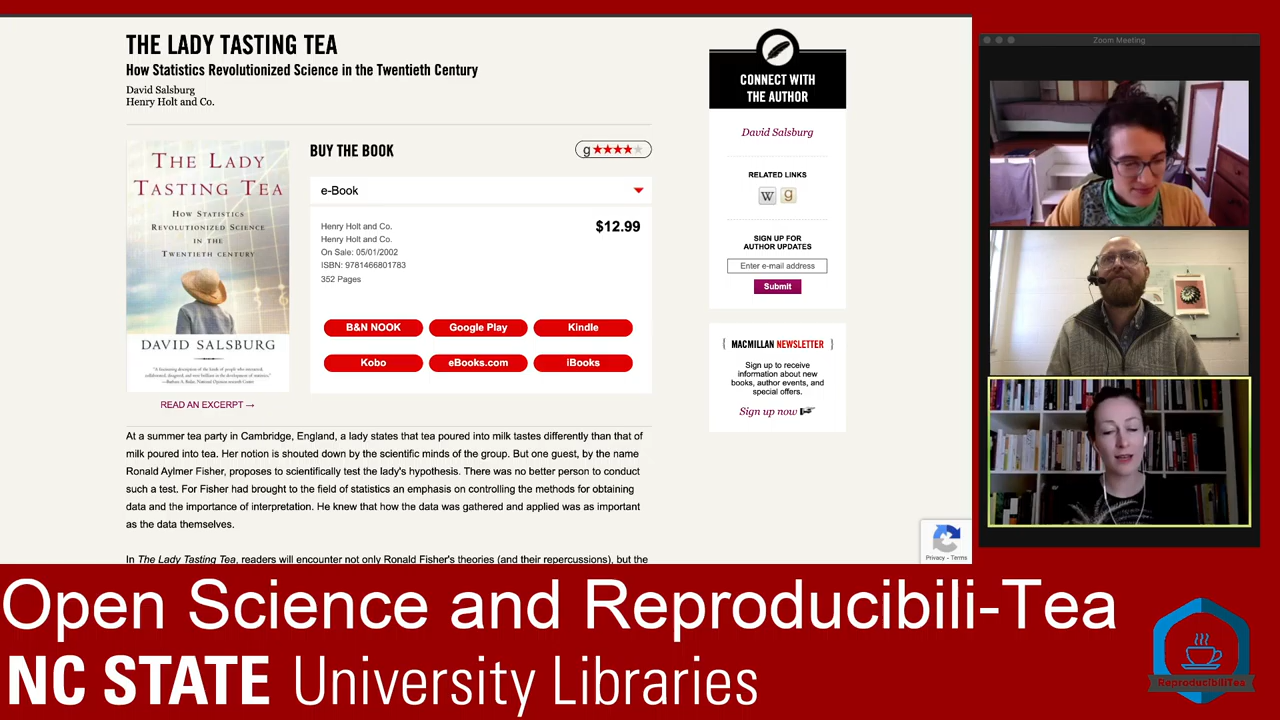 THE LADY TASTING TEA
How Statistics Revolutionized Science in the Twentieth Century
David Salsburg
Henry Holt and Co.
THE LADY
TASTING TEA
HOW STATISTICS
REVOLUTIONIZED SCIENCE
IN THE
TWENTIETH CENTURY
DAVID SALSBURG
READ AN EXCERPT →
BUY THE BOOK
g ★★★★★
e-Book
Henry Holt and Co.
Henry Holt and Co.
On Sale: 05/01/2002
ISBN: 9781466801783
352 Pages
$12.99
B&N NOOK
Google Play
Kindle
Kobo
eBooks.com
iBooks
At a summer tea party in Cambridge, England, a lady states that tea poured into milk tastes differently than that of
milk poured into tea. Her notion is shouted down by the scientific minds of the group. But one guest, by the name
Ronald Aylmer Fisher, proposes to scientifically test the lady's hypothesis. There was no better person to conduct
such a test. For Fisher had brought to the field of statistics an emphasis on controlling the methods for obtaining
data and the importance of interpretation. He knew that how the data was gathered and applied was as important
as the data themselves.
In The Lady Tasting Tea, readers will encounter not only Ronald Fisher's theories (and their repercussions), but the
CONNECT WITH
THE AUTHOR
David Salsburg
RELATED LINKS
W g
SIGN UP FOR
AUTHOR UPDATES
Enter e-mail address
Submit
MACMILLAN NEWSLETTER
Sign up to receive
information about new
books, author events, and
special offers.
Sign up now
Privacy - Terms
Zoom Meeting
Open Science and Reproducibili-Tea
NC STATE University Libraries
ReproducibiliTea